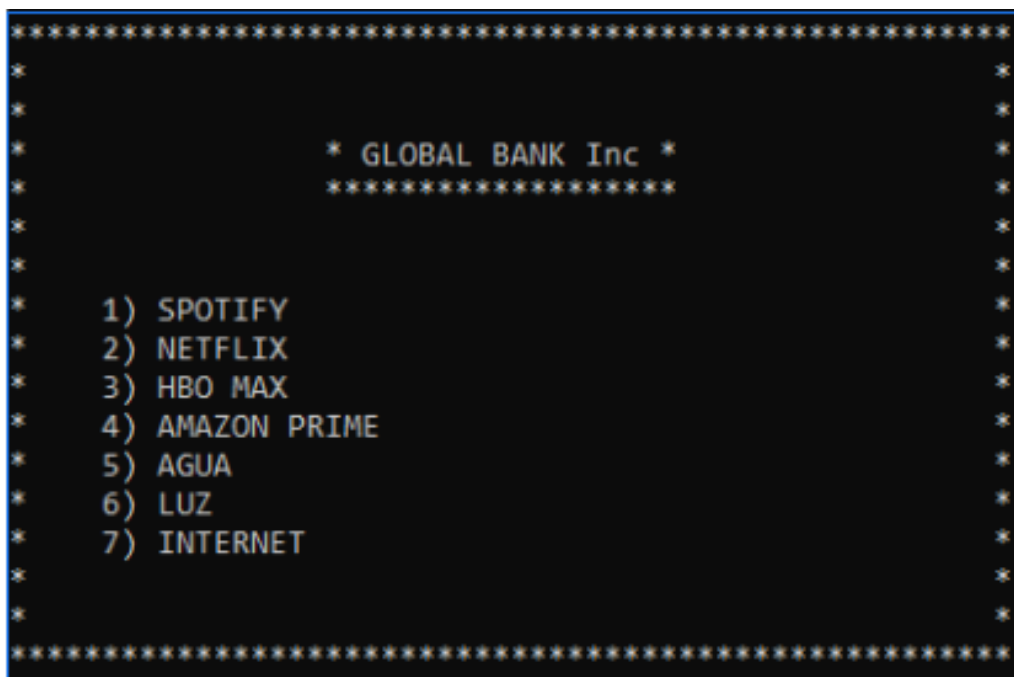 *******************************************************
* *
* *
* * GLOBAL BANK Inc * *
* ******************* *
* *
* *
* 1) SPOTIFY *
* 2) NETFLIX *
* 3) HBO MAX *
* 4) AMAZON PRIME *
* 5) AGUA *
* 6) LUZ *
* 7) INTERNET *
* *
* *
*******************************************************